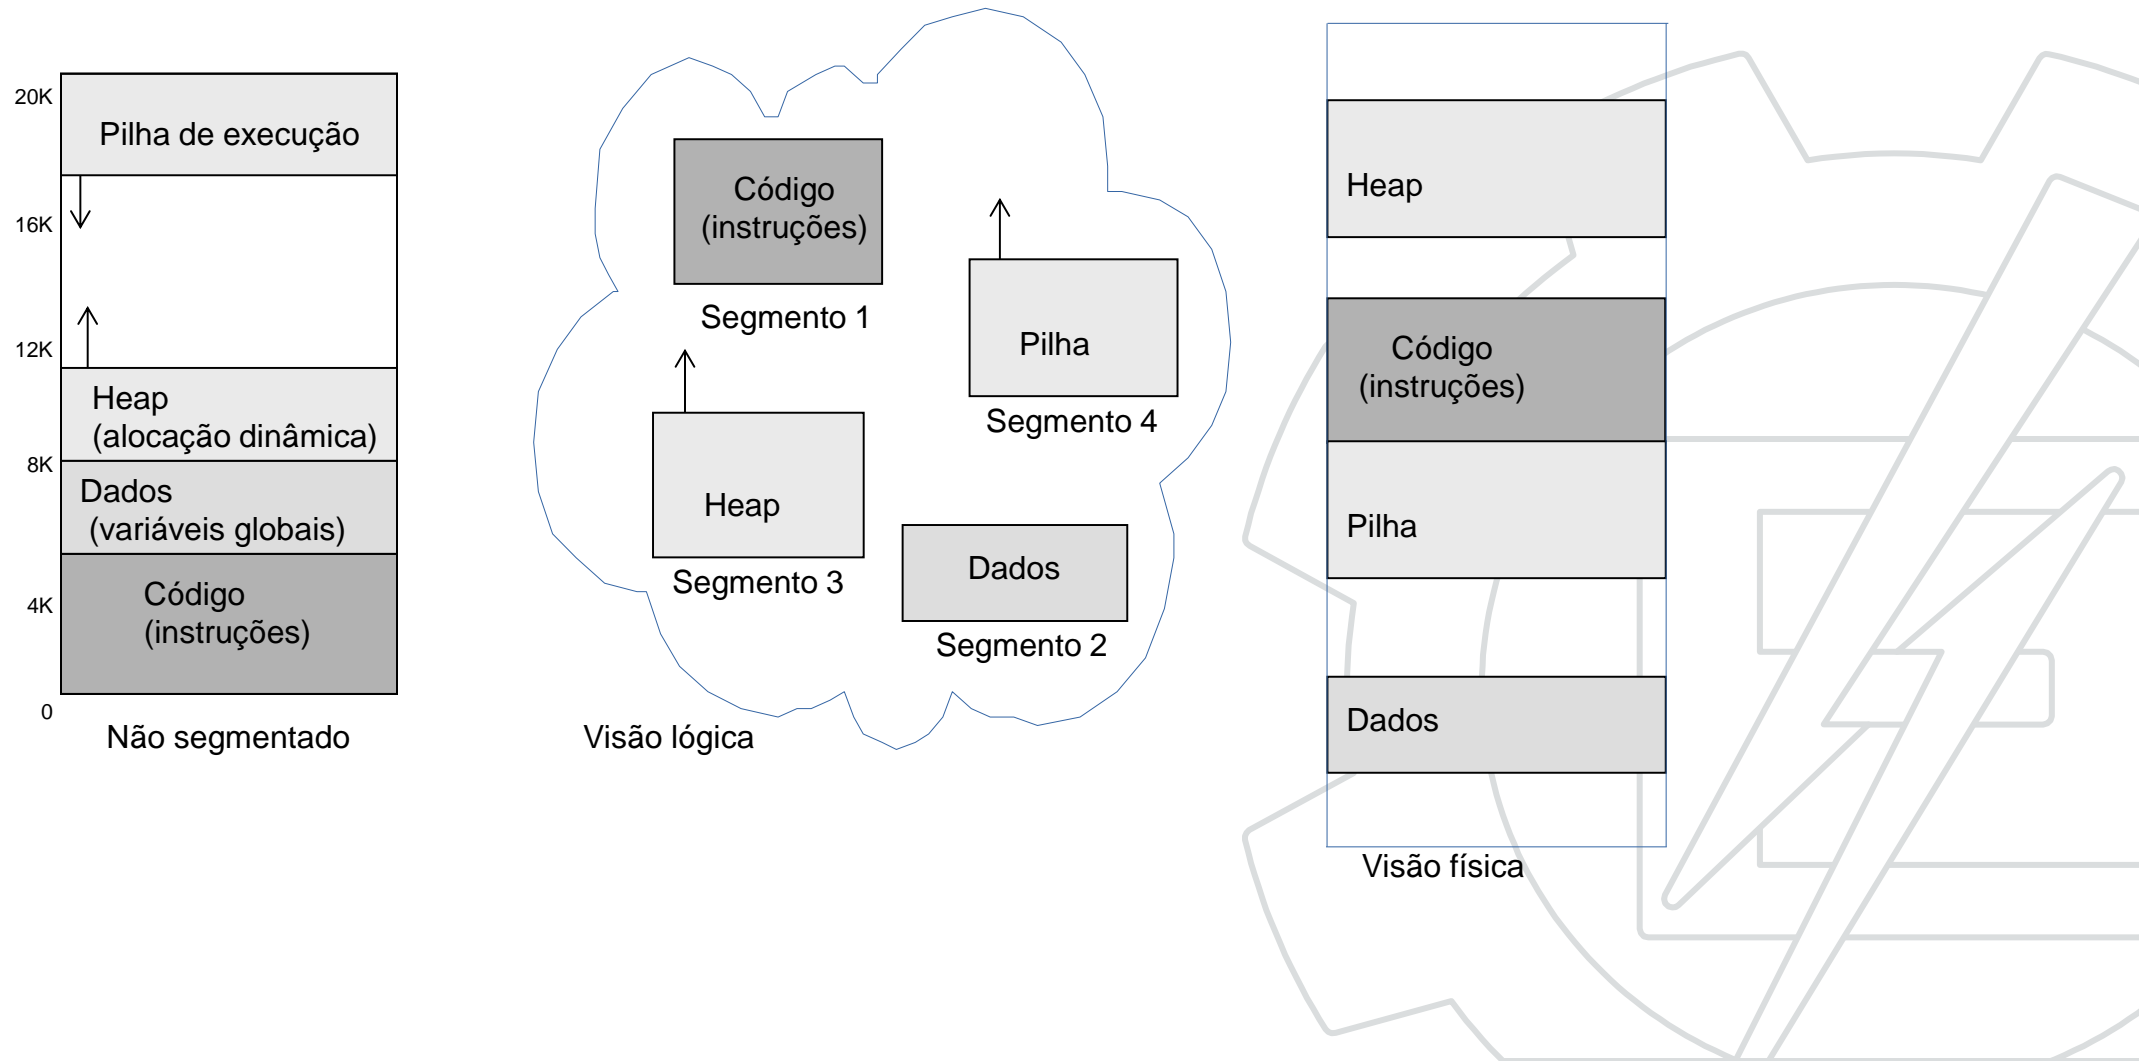 20K
Pilha de execução
16K
12K
Heap
(alocação dinâmica)
8K
Dados
(variáveis globais)
4K
Código
(instruções)
0
Não segmentado
Código
(instruções)
Segmento 1
Pilha
Segmento 4
Heap
Segmento 3
Dados
Segmento 2
Visão lógica
Heap
Código
(instruções)
Pilha
Dados
Visão física